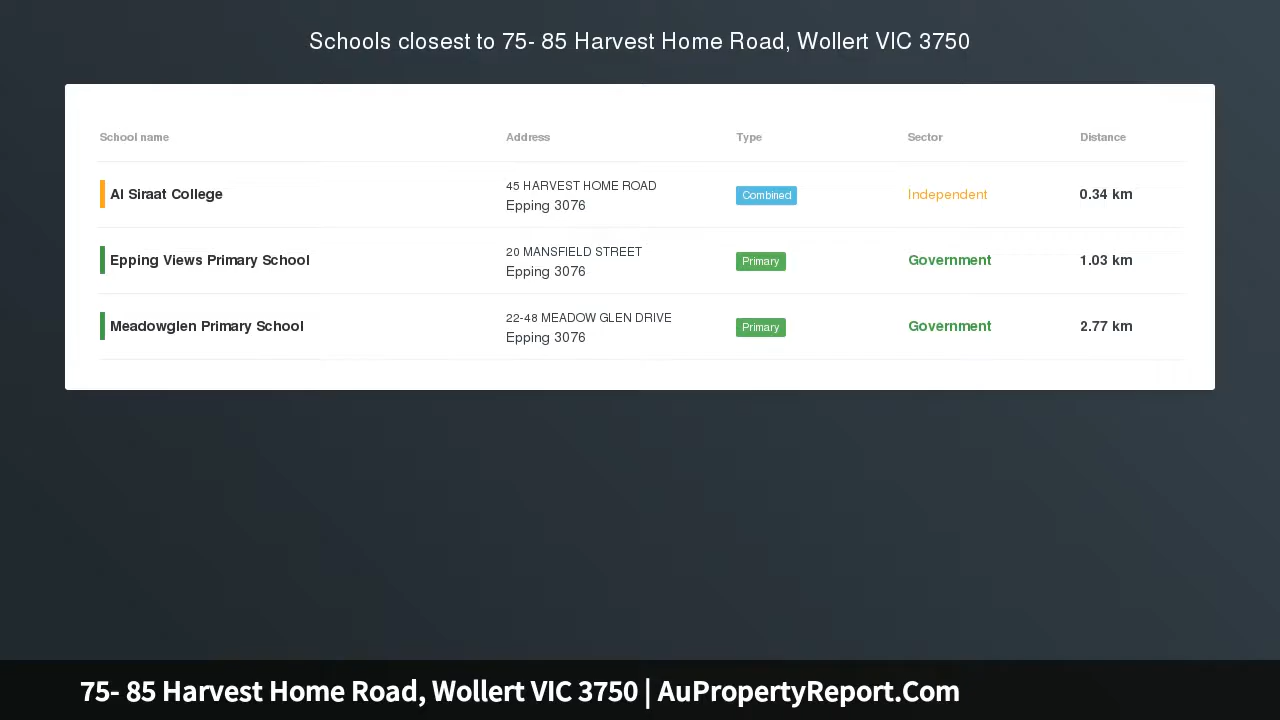 Schools closest to 75- 85 Harvest Home Road, Wollert VIC 3750
School name Address Type Sector Distance
Al Siraat College 45 HARVEST HOME ROAD Combined Independent 0.34 km
Epping 3076
Epping Views Primary School 20 MANSFIELD STREET Primary Government 1.03 km
Epping 3076
Meadowglen Primary School 22-48 MEADOW GLEN DRIVE Primary Government 2.77 km
Epping 3076
75- 85 Harvest Home Road, Wollert VIC 3750 | AuPropertyReport.Com